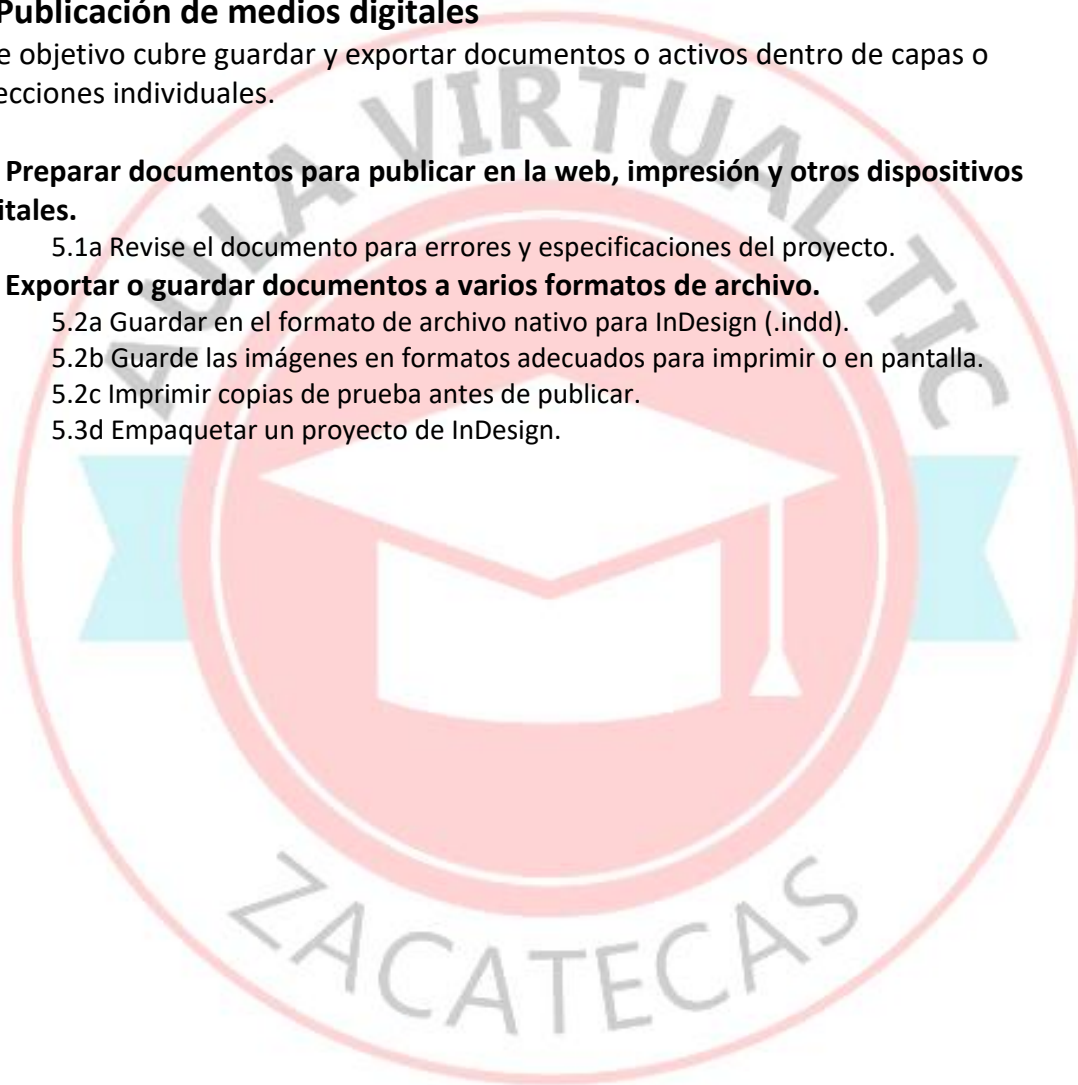 Publicación de medios digitales
e objetivo cubre guardar y exportar documentos o activos dentro de capas o
ecciones individuales.
Preparar documentos para publicar en la web, impresión y otros dispositivos
itales.
5.1a Revise el documento para errores y especificaciones del proyecto.
Exportar o guardar documentos a varios formatos de archivo.
5.2a Guardar en el formato de archivo nativo para InDesign (.indd).
5.2b Guarde las imágenes en formatos adecuados para imprimir o en pantalla.
5.2c Imprimir copias de prueba antes de publicar.
5.3d Empaquetar un proyecto de InDesign.
AULA VIRTUAL TIC
ZACATECAS